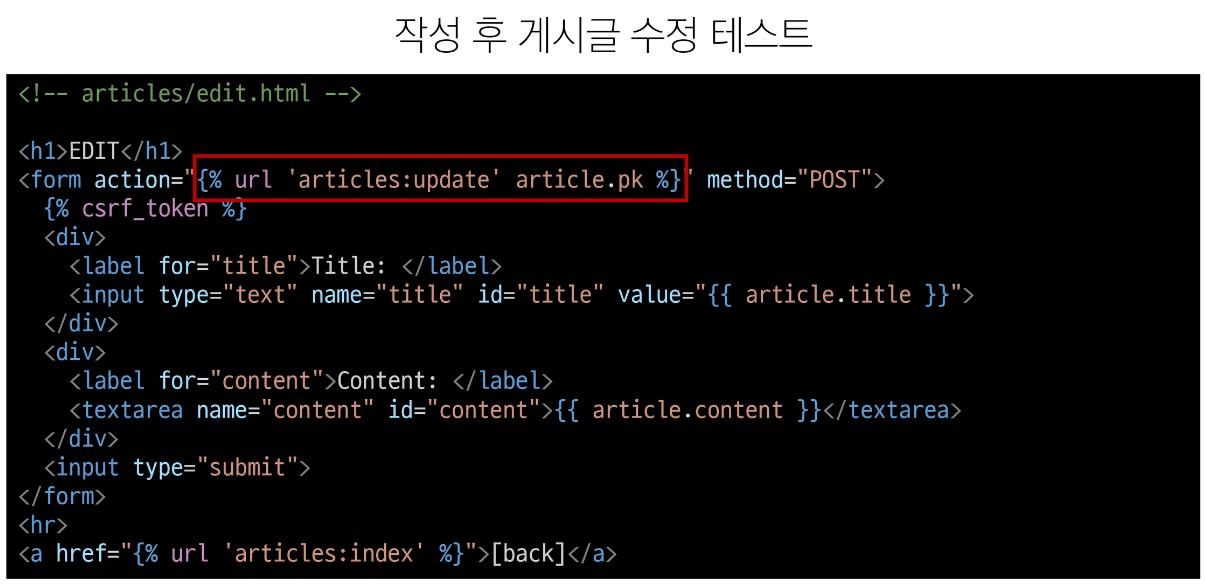 작성 후 게시글 수정 테스트
<!-- articles/edit.html -->
<h1>EDIT</h1>
<form action="{% url 'articles:update' article.pk %}" method="POST">
{% csrf_token %}
<div>
<label for="title">Title: </label>
<input type="text" name="title" id="title" value="{{ article.title }}">
</div>
<div>
<label for="content">Content: </label>
<textarea name="content" id="content">{{ article.content }}</textarea>
</div>
<input type="submit">
</form>
<hr>
<a href="{% url 'articles:index' %}">[back]</a>